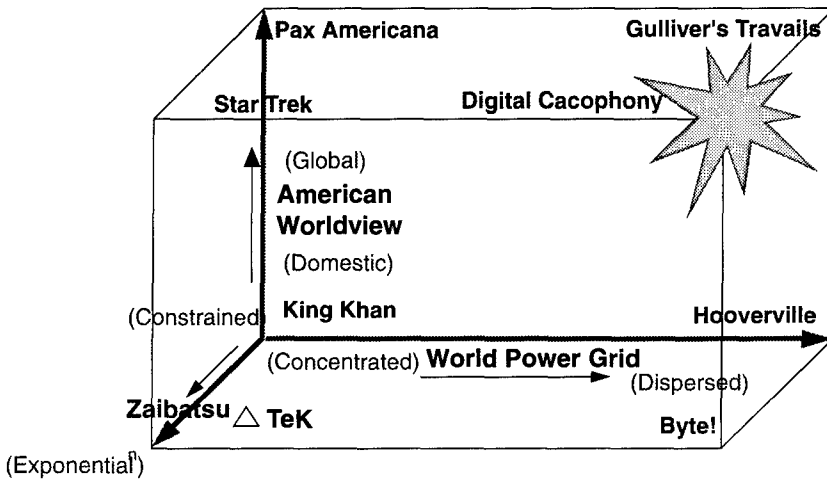 Pax Americana
Gulliver's Travails
Star Trek
Digital Cacophony
(Global)
American
Worldview
(Domestic)
King Khan
(Constrained)
Hooverville
(Concentrated)
World Power Grid
(Dispersed)
Zaibatsu
△ TeK
Byte!
(Exponentialⁿ)